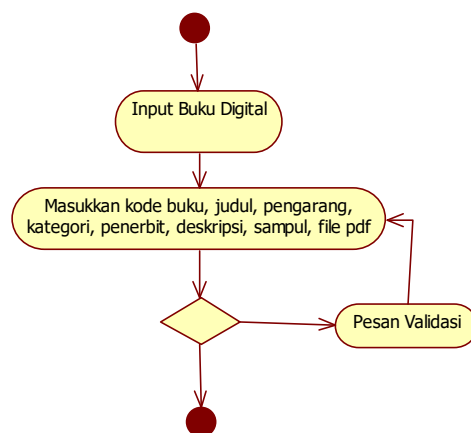 Input Buku Digital
Masukkan kode buku, judul, pengarang,
kategori, penerbit, deskripsi, sampul, file pdf
Pesan Validasi